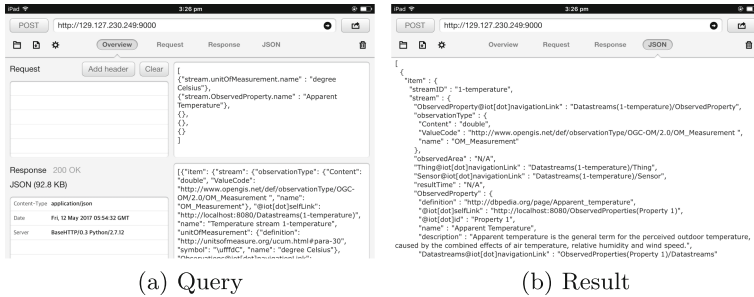 iPad
3:26 pm
POST
http://129.127.230.249:9000
Overview
Request
Response
JSON
Request
Add header
Clear
[
{"stream.unitOfMeasurement.name" : "degree
Celsius"},
{"stream.ObservedProperty.name" : "Apparent
Temperature"},
{},
{},
{}
]
Response 200 OK
JSON (92.8 KB)
Content-Type application/json
Date Fri, 12 May 2017 05:54:32 GMT
Server BaseHTTP/0.3 Python/2.7.12
[{"item": {"stream": {"observationType": {"Content":
"double", "ValueCode":
"http://www.opengis.net/def/observationType/OGC-
OM/2.0/OM_Measurement ", "name":
"OM_Measurement"}, "@iot[dot]selfLink":
"http://localhost:8080/Datastreams(1-temperature)",
"name": "Temperature stream 1-temperature",
"unitOfMeasurement": {"definition":
"http://unitsofmeasure.org/ucum.html#para-30",
"symbol": "\ufffdC", "name": "degree Celsius"},
"Observations@iot[dot]navigationLink":
(a) Query
iPad
3:26 pm
POST
http://129.127.230.249:9000
Overview
Request
Response
JSON
[
{
"item" : {
"streamID" : "1-temperature",
"stream" : {
"ObservedProperty@iot[dot]navigationLink" : "Datastreams(1-temperature)/ObservedProperty",
"observationType" : {
"Content" : "double",
"ValueCode" : "http://www.opengis.net/def/observationType/OGC-OM/2.0/OM_Measurement ",
"name" : "OM_Measurement"
},
"observedArea" : "N/A",
"Thing@iot[dot]navigationLink" : "Datastreams(1-temperature)/Thing",
"Sensor@iot[dot]navigationLink" : "Datastreams(1-temperature)/Sensor",
"resultTime" : "N/A",
"ObservedProperty" : {
"definition" : "http://dbpedia.org/page/Apparent_temperature",
"@iot[dot]selfLink" : "http://localhost:8080/ObservedProperties(Property 1)",
"@iot[dot]id" : "Property 1",
"name" : "Apparent Temperature",
"description" : "Apparent temperature is the general term for the perceived outdoor temperature,
caused by the combined effects of air temperature, relative humidity and wind speed.",
"Datastreams@iot[dot]navigationLink" : "ObservedProperties(Property 1)/Datastreams"
(b) Result